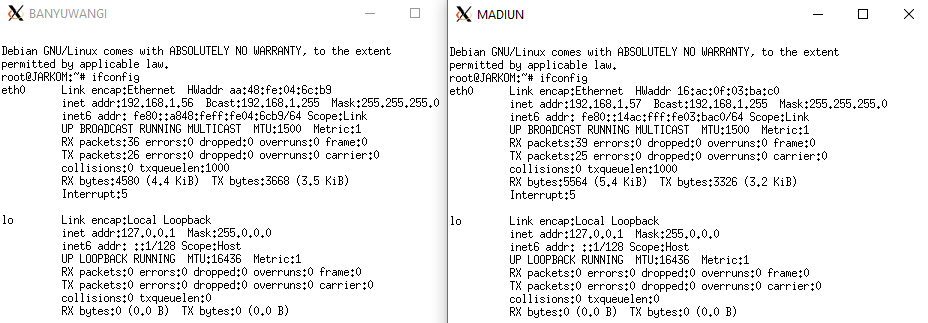 BANYUWANGI
Debian GNU/Linux comes with ABSOLUTELY NO WARRANTY, to the extent
permitted by applicable law.
root@JARKOM:~# ifconfig
eth0 Link encap:Ethernet HWaddr aa:48:fe:04:6c:b9
inet addr:192.168.1.56 Bcast:192.168.1.255 Mask:255.255.255.0
inet6 addr: fe80::a848:feff:fe04:6cb9/64 Scope:Link
UP BROADCAST RUNNING MULTICAST MTU:1500 Metric:1
RX packets:36 errors:0 dropped:0 overruns:0 frame:0
TX packets:26 errors:0 dropped:0 overruns:0 carrier:0
collisions:0 txqueuelen:1000
RX bytes:4580 (4.4 KiB) TX bytes:3668 (3.5 KiB)
Interrupt:5
lo Link encap:Local Loopback
inet addr:127.0.0.1 Mask:255.0.0.0
inet6 addr: ::1/128 Scope:Host
UP LOOPBACK RUNNING MTU:16436 Metric:1
RX packets:0 errors:0 dropped:0 overruns:0 frame:0
TX packets:0 errors:0 dropped:0 overruns:0 carrier:0
collisions:0 txqueuelen:0
RX bytes:0 (0.0 B) TX bytes:0 (0.0 B)
MADIUN
Debian GNU/Linux comes with ABSOLUTELY NO WARRANTY, to the extent
permitted by applicable law.
root@JARKOM:~# ifconfig
eth0 Link encap:Ethernet HWaddr 16:ac:0f:03:ba:c0
inet addr:192.168.1.57 Bcast:192.168.1.255 Mask:255.255.255.0
inet6 addr: fe80::14ac:fff:fe03:bac0/64 Scope:Link
UP BROADCAST RUNNING MULTICAST MTU:1500 Metric:1
RX packets:39 errors:0 dropped:0 overruns:0 frame:0
TX packets:25 errors:0 dropped:0 overruns:0 carrier:0
collisions:0 txqueuelen:1000
RX bytes:5564 (5.4 KiB) TX bytes:3326 (3.2 KiB)
Interrupt:5
lo Link encap:Local Loopback
inet addr:127.0.0.1 Mask:255.0.0.0
inet6 addr: ::1/128 Scope:Host
UP LOOPBACK RUNNING MTU:16436 Metric:1
RX packets:0 errors:0 dropped:0 overruns:0 frame:0
TX packets:0 errors:0 dropped:0 overruns:0 carrier:0
collisions:0 txqueuelen:0
RX bytes:0 (0.0 B) TX bytes:0 (0.0 B)